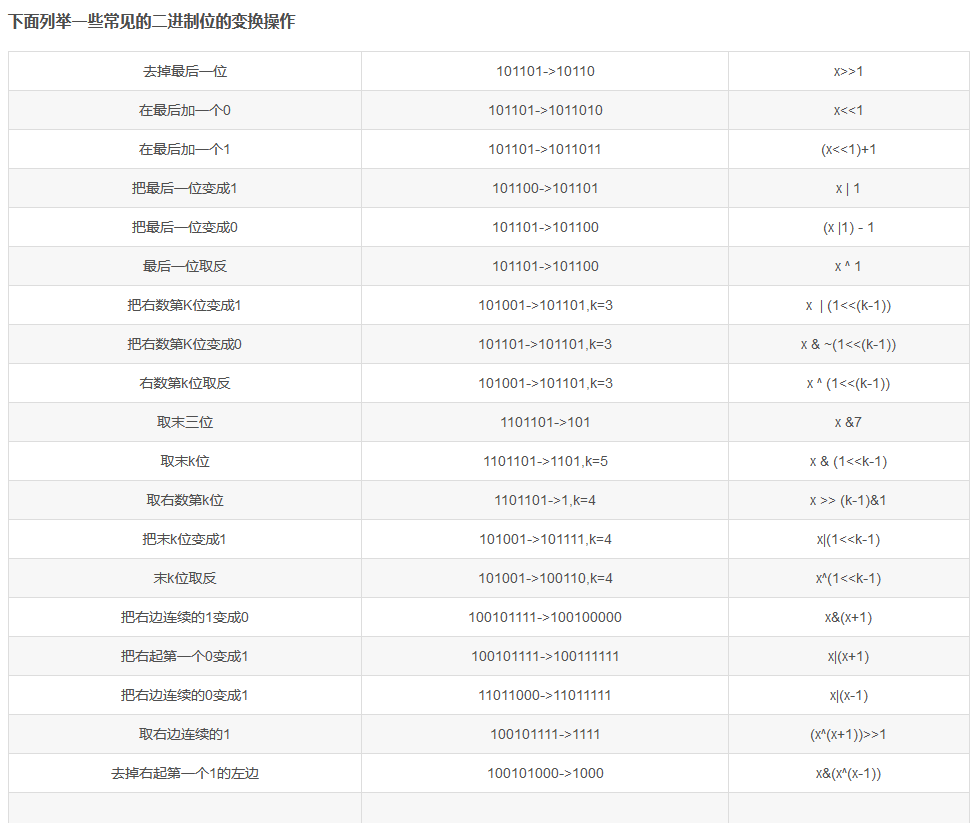 下面列举一些常见的二进制位的变换操作
去掉最后一位 101101->10110 x>>1
在最后加一个0 101101->1011010 x<<1
在最后加一个1 101101->1011011 (x<<1)+1
把最后一位变成1 101100->101101 x | 1
把最后一位变成0 101101->101100 (x |1) - 1
最后一位取反 101101->101100 x ^ 1
把右数第K位变成1 101001->101101,k=3 x | (1<<(k-1))
把右数第K位变成0 101101->101101,k=3 x & ~(1<<(k-1))
右数第k位取反 101001->101101,k=3 x ^ (1<<(k-1))
取末三位 1101101->101 x &7
取末k位 1101101->1101,k=5 x & (1<<k-1)
取右数第k位 1101101->1,k=4 x >> (k-1)&1
把末k位变成1 101001->101111,k=4 x|(1<<k-1)
末k位取反 101001->100110,k=4 x^(1<<k-1)
把右边连续的1变成0 100101111->100100000 x&(x+1)
把右起第一个0变成1 100101111->100111111 x|(x+1)
把右边连续的0变成1 11011000->11011111 x|(x-1)
取右边连续的1 100101111->1111 (x^(x+1))>>1
去掉右起第一个1的左边 100101000->1000 x&(x^(x-1))